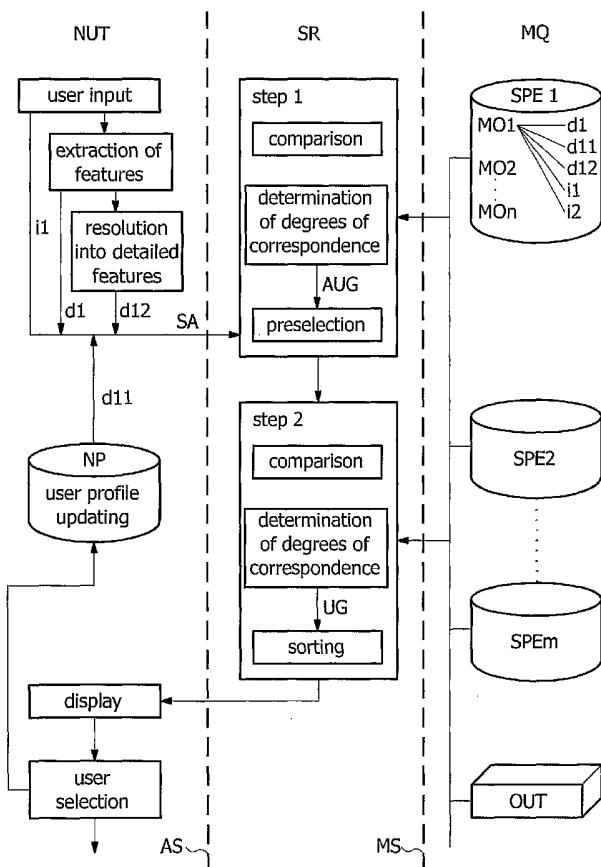 NUT
SR
MQ
user input
extraction of
features
resolution
into detailed
features
i1
d1
d12
SA
d11
NP
user profile
updating
display
user
selection
AS
step 1
comparison
determination
of degrees of
correspondence
AUG
preselection
step 2
comparison
determination
of degrees of
correspondence
UG
sorting
MS
SPE 1
MO1
d1
d11
MO2
d12
i1
MOn
i2
SPE2
SPEm
OUT